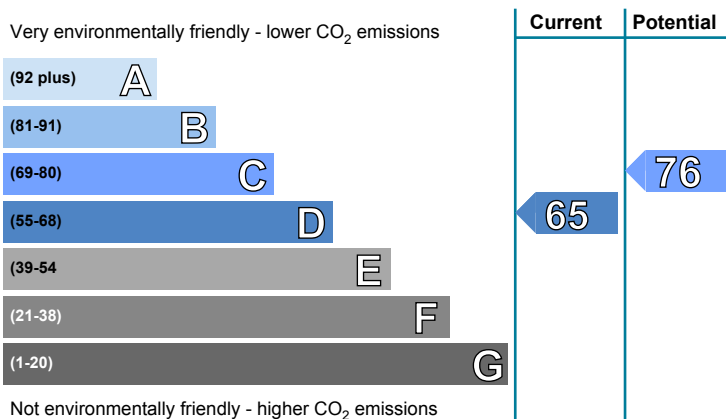 Current Potential
Very environmentally friendly - lower CO2 emissions
(92 plus) A
(81-91) B
(69-80) C 76
(55-68) D 65
(39-54 E
(21-38) F
(1-20) G
Not environmentally friendly - higher CO2 emissions